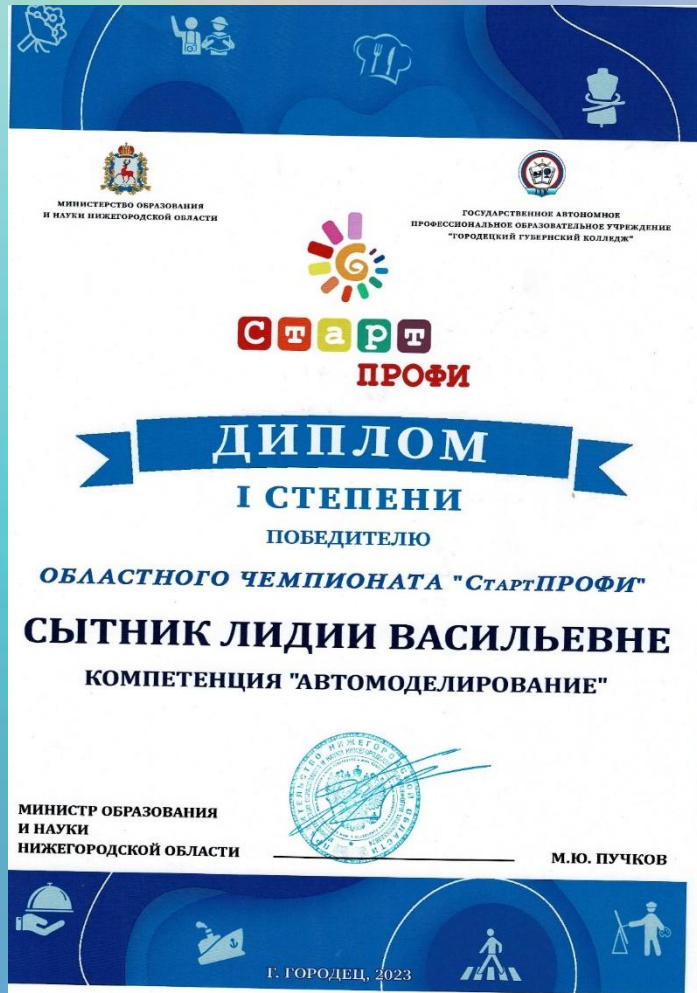 МИНИСТЕРСТВО ОБРАЗОВАНИЯ
И НАУКИ НИЖЕГОРОДСКОЙ ОБЛАСТИ
ГОСУДАРСТВЕННОЕ АВТОНОМНОЕ
ПРОФЕССИОНАЛЬНОЕ ОБРАЗОВАТЕЛЬНОЕ УЧРЕЖДЕНИЕ
"ГОРОДЕЦКИЙ ГУБЕРНСКИЙ КОЛЛЕДЖ"
Старт
ПРОФИ
ДИПЛОМ
I СТЕПЕНИ
ПОБЕДИТЕЛЮ
ОБЛАСТНОГО ЧЕМПИОНАТА "СТАРТПРОФИ"
СЫТНИК ЛИДИИ ВАСИЛЬЕВНЕ
КОМПЕТЕНЦИЯ "АВТОМОДЕЛИРОВАНИЕ"
МИНИСТР ОБРАЗОВАНИЯ
И НАУКИ
НИЖЕГОРОДСКОЙ ОБЛАСТИ
М.Ю. ПУЧКОВ
Г. ГОРОДЕЦ, 2023